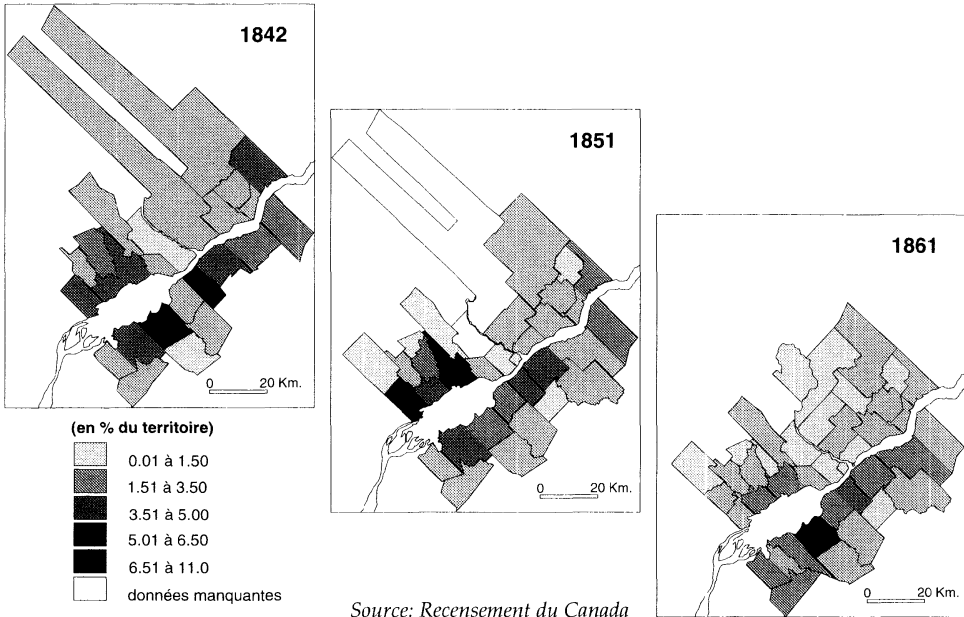 1842
0 20 Km.
1851
0 20 Km.
1861
0 20 Km.
(en % du territoire)
0.01 à 1.50
1.51 à 3.50
3.51 à 5.00
5.01 à 6.50
6.51 à 11.0
données manquantes
Source: Recensement du Canada